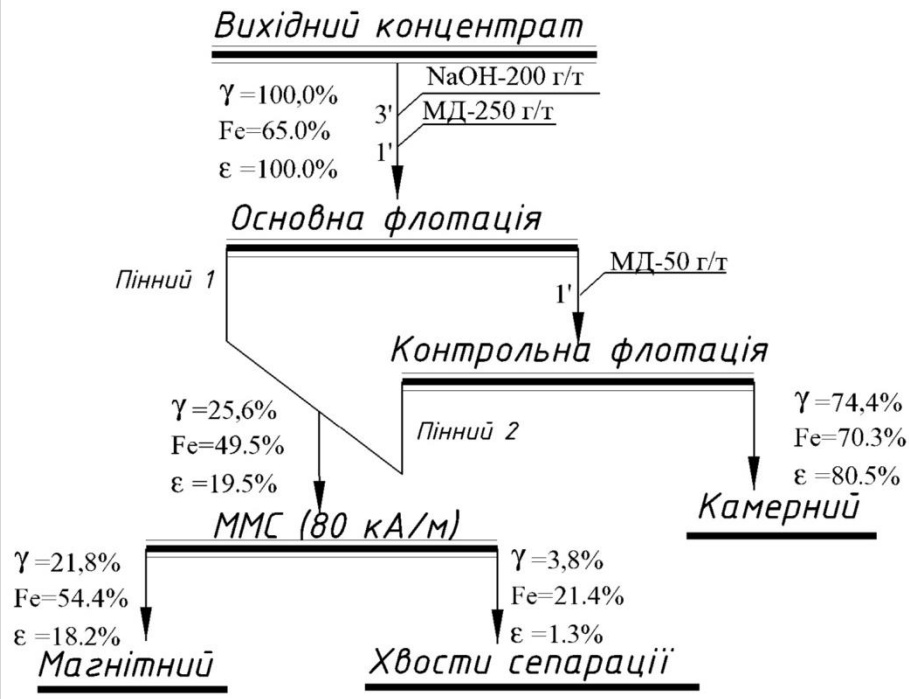 Вихідний концентрат
γ =100,0%
Fe=65.0%
ε =100.0%
NaOH-200 г/т
3'
МД-250 г/т
1'
Основна флотація
Пінний 1
МД-50 г/т
1'
Контрольна флотація
γ =25,6%
Fe=49.5%
ε =19.5%
Пінний 2
γ =74,4%
Fe=70.3%
ε =80.5%
Камерний
ММС (80 кА/м)
γ =21,8%
Fe=54.4%
ε =18.2%
Магнітний
γ =3,8%
Fe=21.4%
ε =1.3%
Хвости сепарації